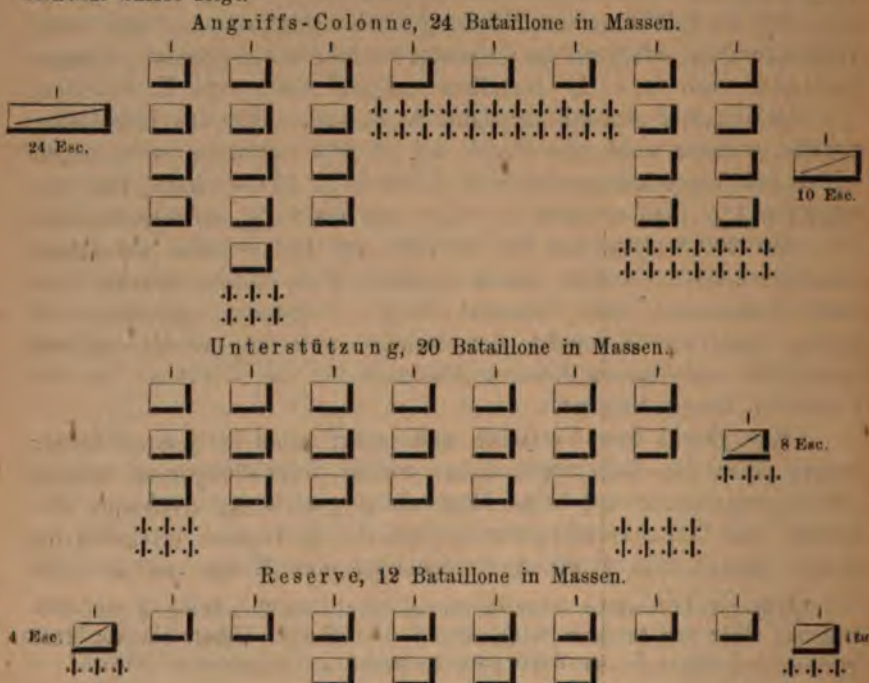 Angriffs-Colonne, 24 Bataillone in Massen.
24 Esc.
10 Esc.
Unterstützung, 20 Bataillone in Massen.
8 Esc.
Reserve, 12 Bataillone in Massen.
4 Esc.